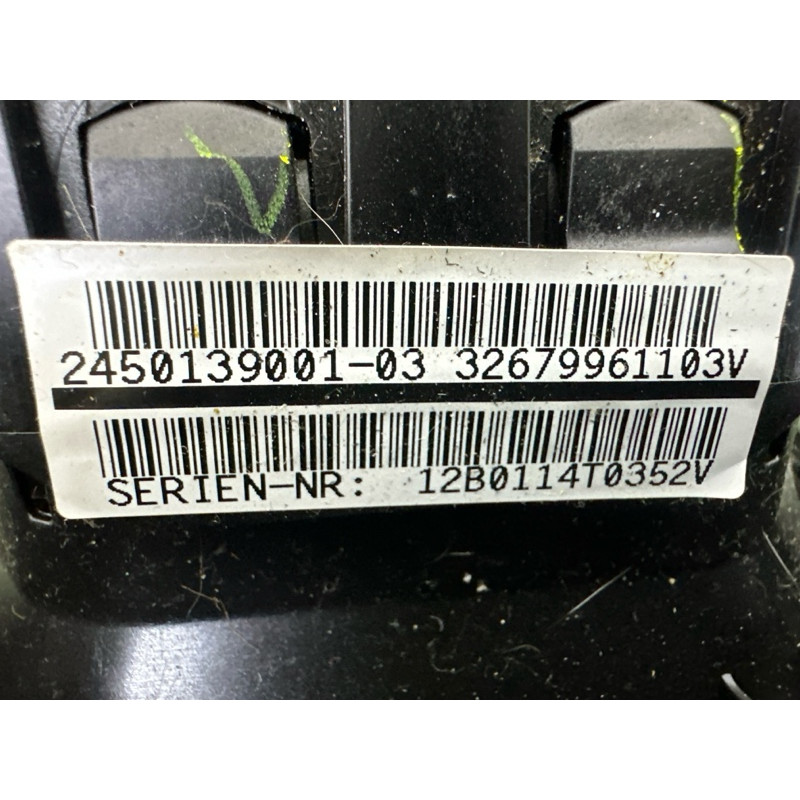 2450139001-03 32679961103V
SERIEN-NR: 12B0114T0352V